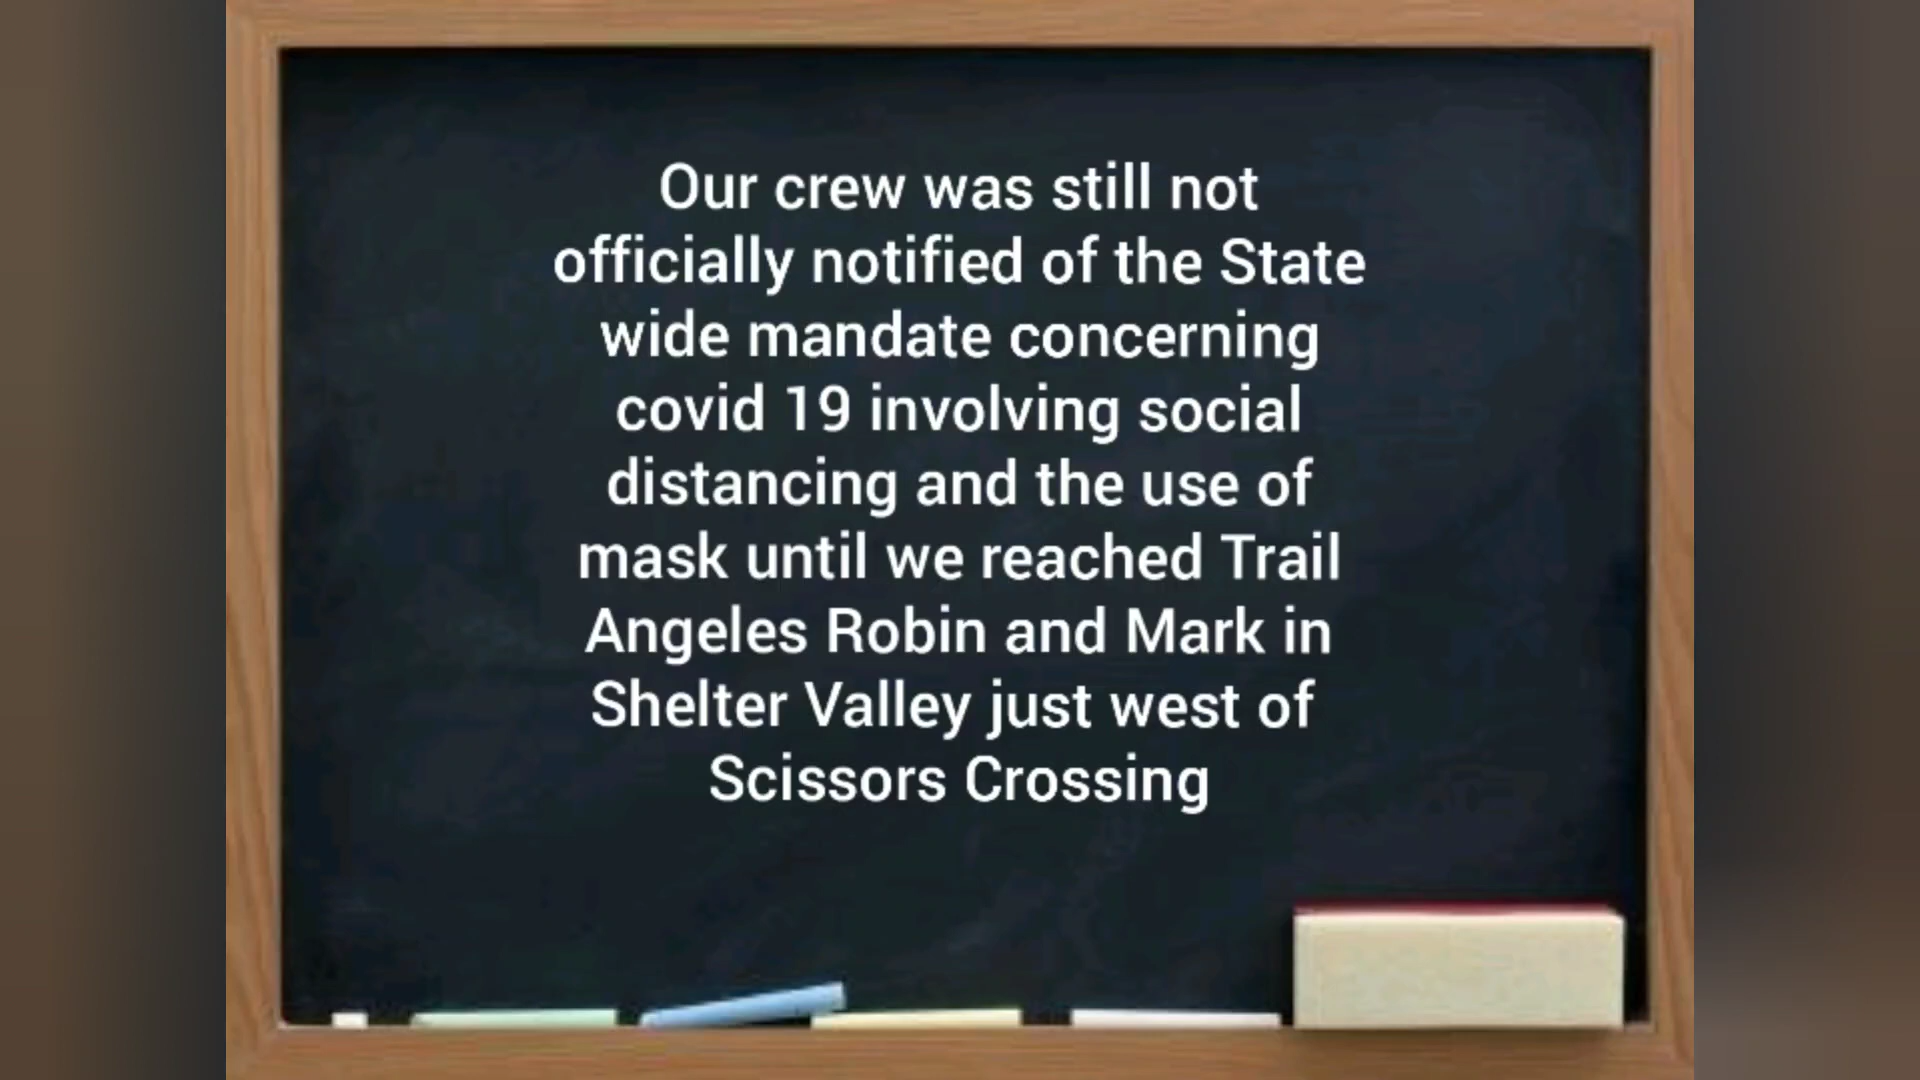 Our crew was still not
officially notified of the State
wide mandate concerning
covid 19 involving social
distancing and the use of
mask until we reached Trail
Angeles Robin and Mark in
Shelter Valley just west of
Scissors Crossing